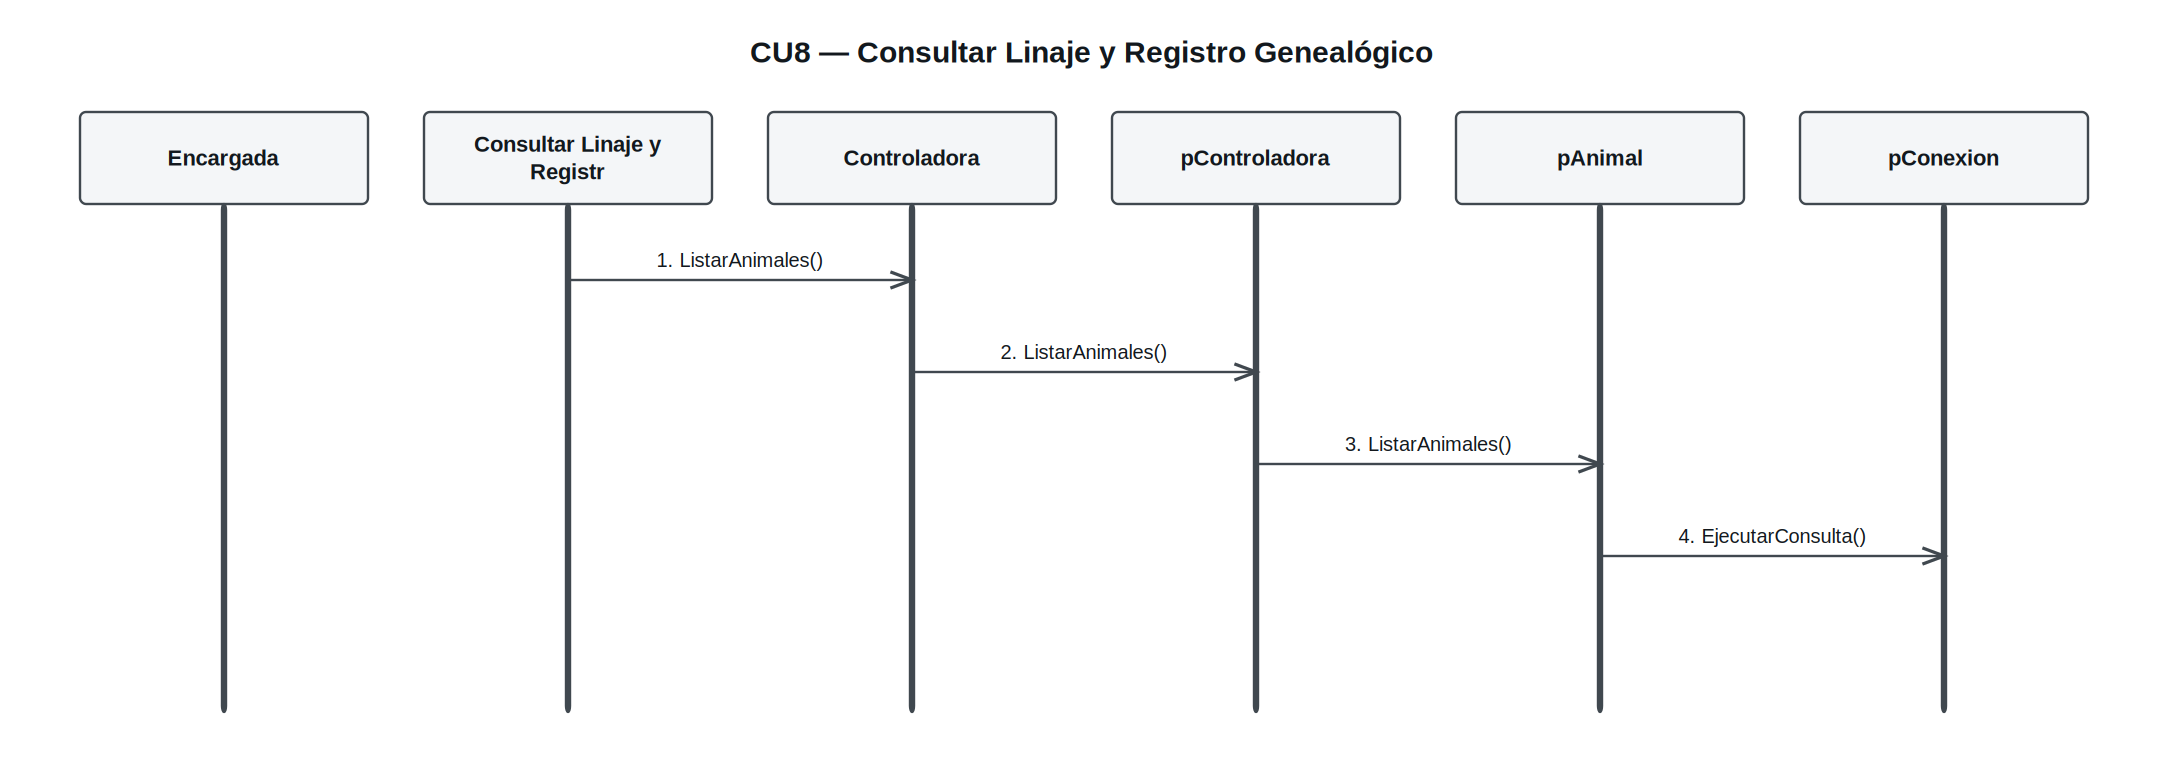 CU8 — Consultar Linaje y Registro Genealógico
Encargada
Consultar Linaje y
Registr
Controladora
pControladora
pAnimal
pConexion
1. ListarAnimales()
2. ListarAnimales()
3. ListarAnimales()
4. EjecutarConsulta()